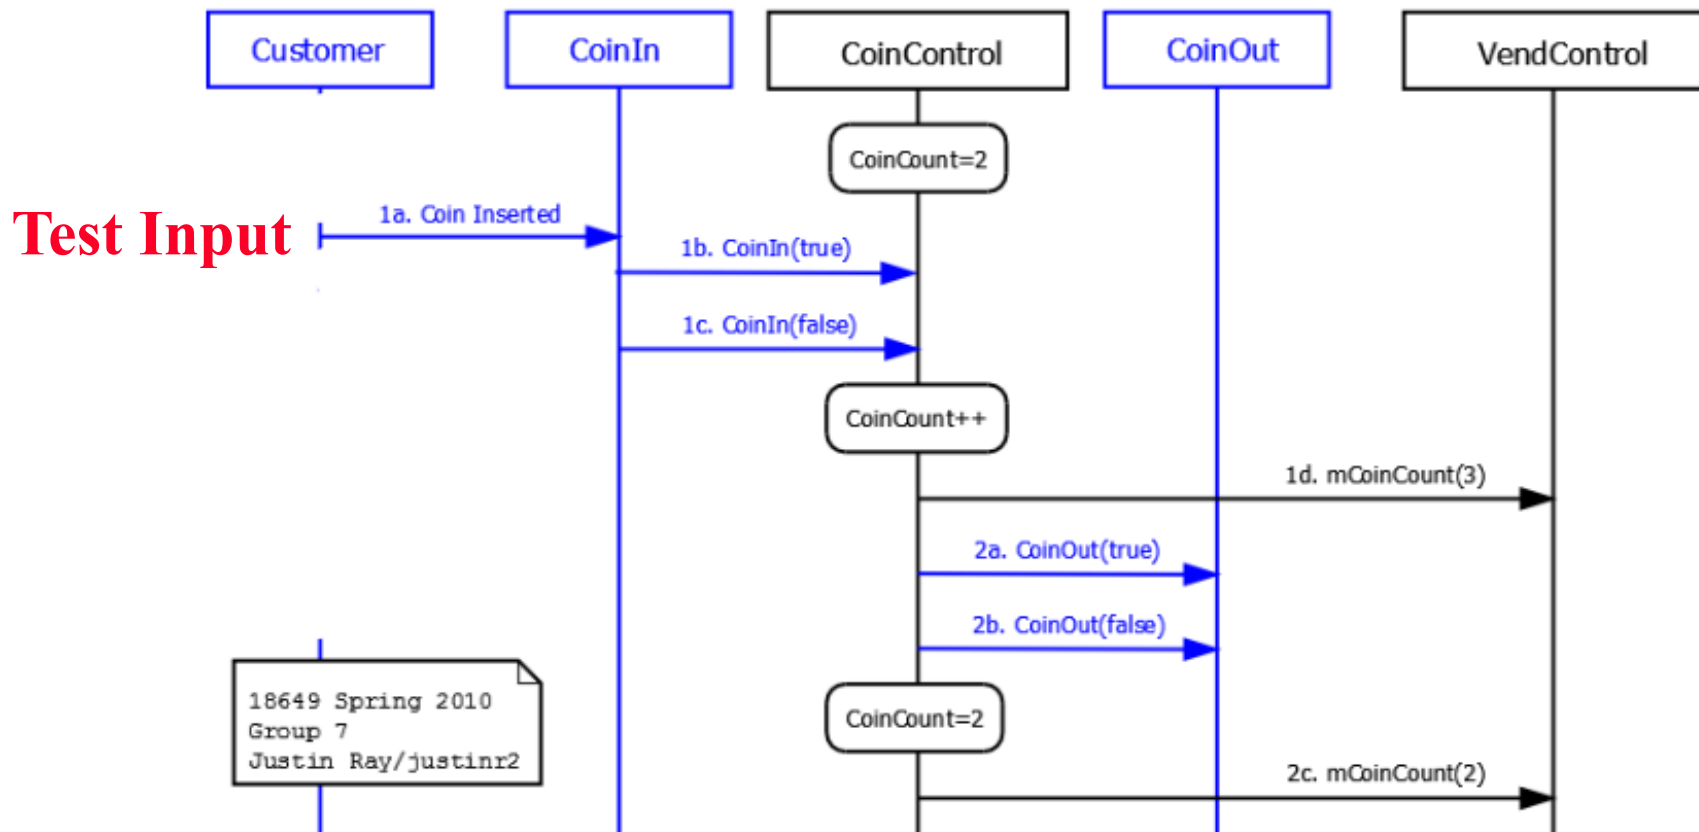 Customer
CoinIn
CoinControl
CoinOut
VendControl
CoinCount=2
Test Input
1a. Coin Inserted
1b. CoinIn(true)
1c. CoinIn(false)
CoinCount++
1d. mCoinCount(3)
2a. CoinOut(true)
2b. CoinOut(false)
18649 Spring 2010
Group 7
Justin Ray/justinr2
CoinCount=2
2c. mCoinCount(2)